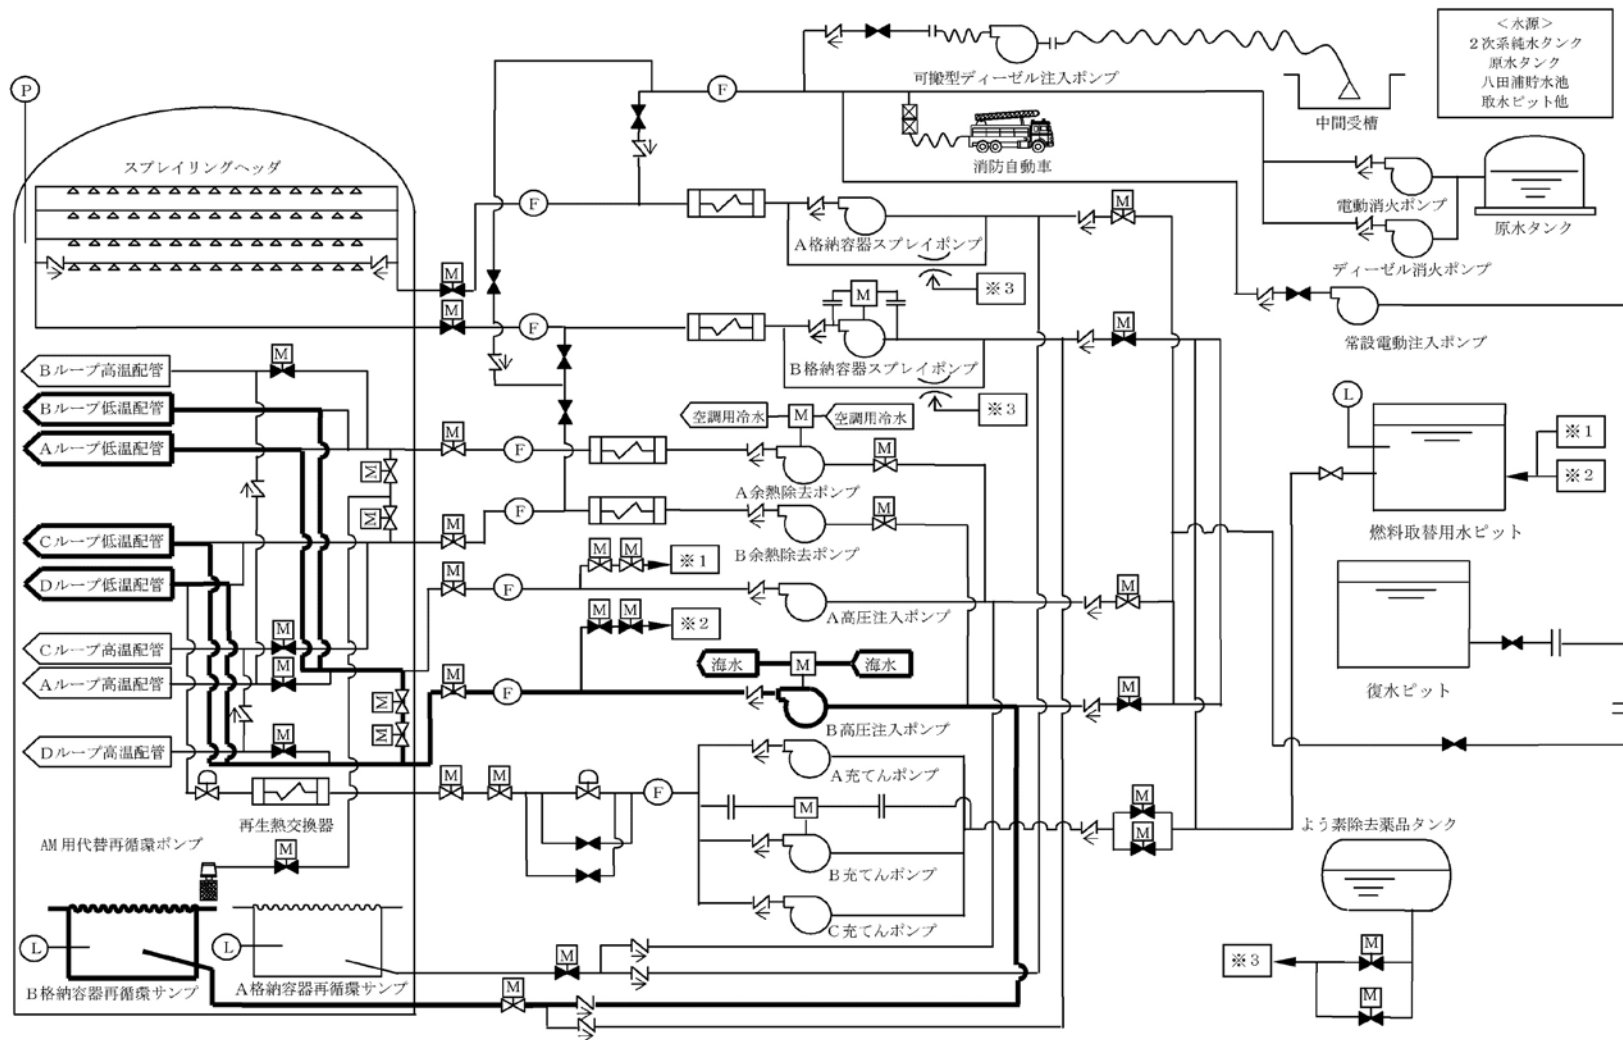 <水源>
2次系純水タンク
原水タンク
八田浦貯水池
取水ピット他
P
F
可搬型ディーゼル注入ポンプ
中間受槽
消防自動車
スプレイリングヘッダ
F
電動消火ポンプ
原水タンク
M
M
A格納容器スプレイポンプ
ディーゼル消火ポンプ
※3
M
M
F
M
常設電動注入ポンプ
Bループ高温配管
M
B格納容器スプレイポンプ
※3
L
Bループ低温配管
空調用冷水
M
空調用冷水
Aループ低温配管
M
F
M
※1
M
A余熱除去ポンプ
※2
M
M
F
M
燃料取替用水ピット
Cループ低温配管
B余熱除去ポンプ
M
M
※1
Dループ低温配管
M
F
M
A高圧注入ポンプ
M
M
※2
Cループ高温配管
M
海水
M
海水
Aループ高温配管
M
M
F
M
復水ピット
M
B高圧注入ポンプ
M
Dループ高温配管
M
A充てんポンプ
M
M
F
M
M
再生熱交換器
よう素除去薬品タンク
AM用代替再循環ポンプ
M
M
B充てんポンプ
C充てんポンプ
L
L
M
M
※3
B格納容器再循環サンプ
A格納容器再循環サンプ
M
M